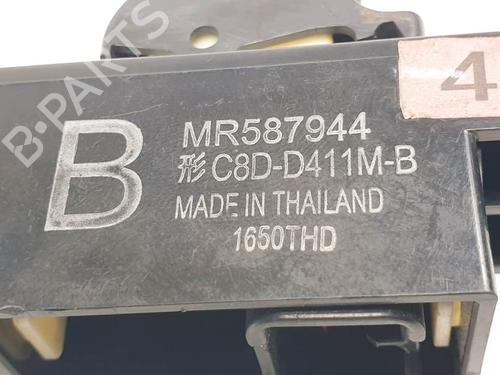 B-PARTS
4
B
MR587944
形 C8D-D411M-B
MADE IN THAILAND
1650THD